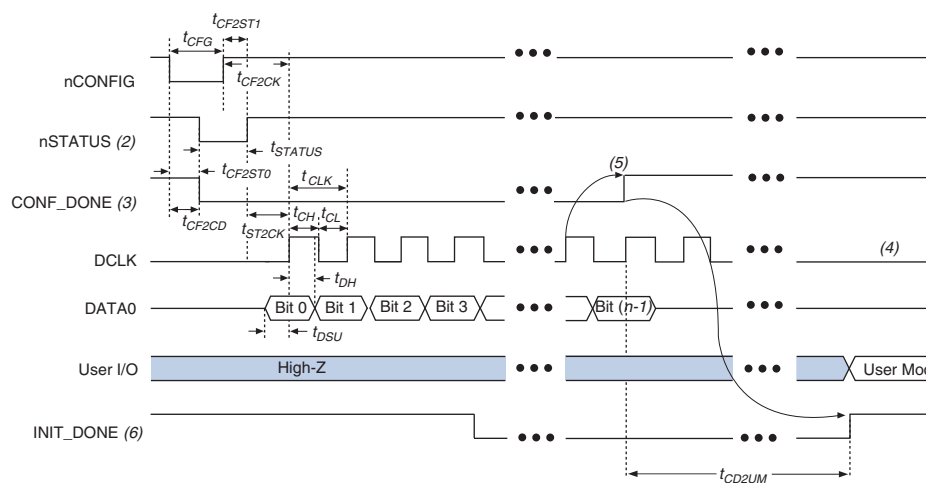 tCF2ST1
tCFG
nCONFIG
tCF2CK
nSTATUS (2)
tSTATUS
tCF2ST0
(5)
tCLK
CONF_DONE (3)
tCF2CD
tST2CK
tCH
tCL
DCLK
(4)
tDH
DATA0
Bit 0
Bit 1
Bit 2
Bit 3
Bit (n-1)
tDSU
User I/O
High-Z
User Mod
INIT_DONE (6)
tCD2UM